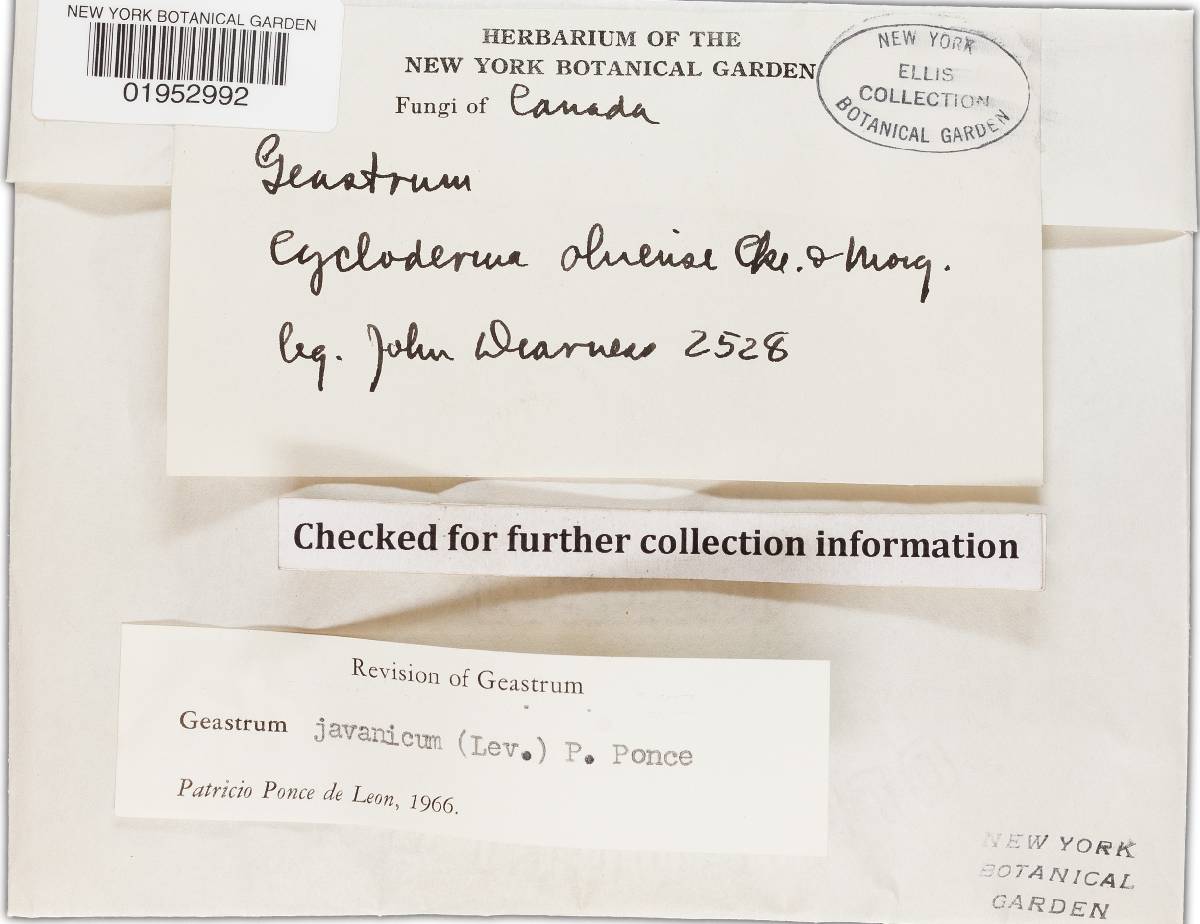 NEW YORK BOTANICAL GARDEN
01952992
HERBARIUM OF THE
NEW YORK BOTANICAL GARDEN
Fungi of Canada
NEW YORK
ELLIS
COLLECTION
BOTANICAL GARDEN
Geastrum
Cycloderma ohiense Cke. & Morg.
leg. John Dearness 2528
Checked for further collection information
Revision of Geastrum
Geastrum javanicum (Lev.) P. Ponce
Patricio Ponce de Leon, 1966.
NEW YORK
BOTANICAL
GARDEN